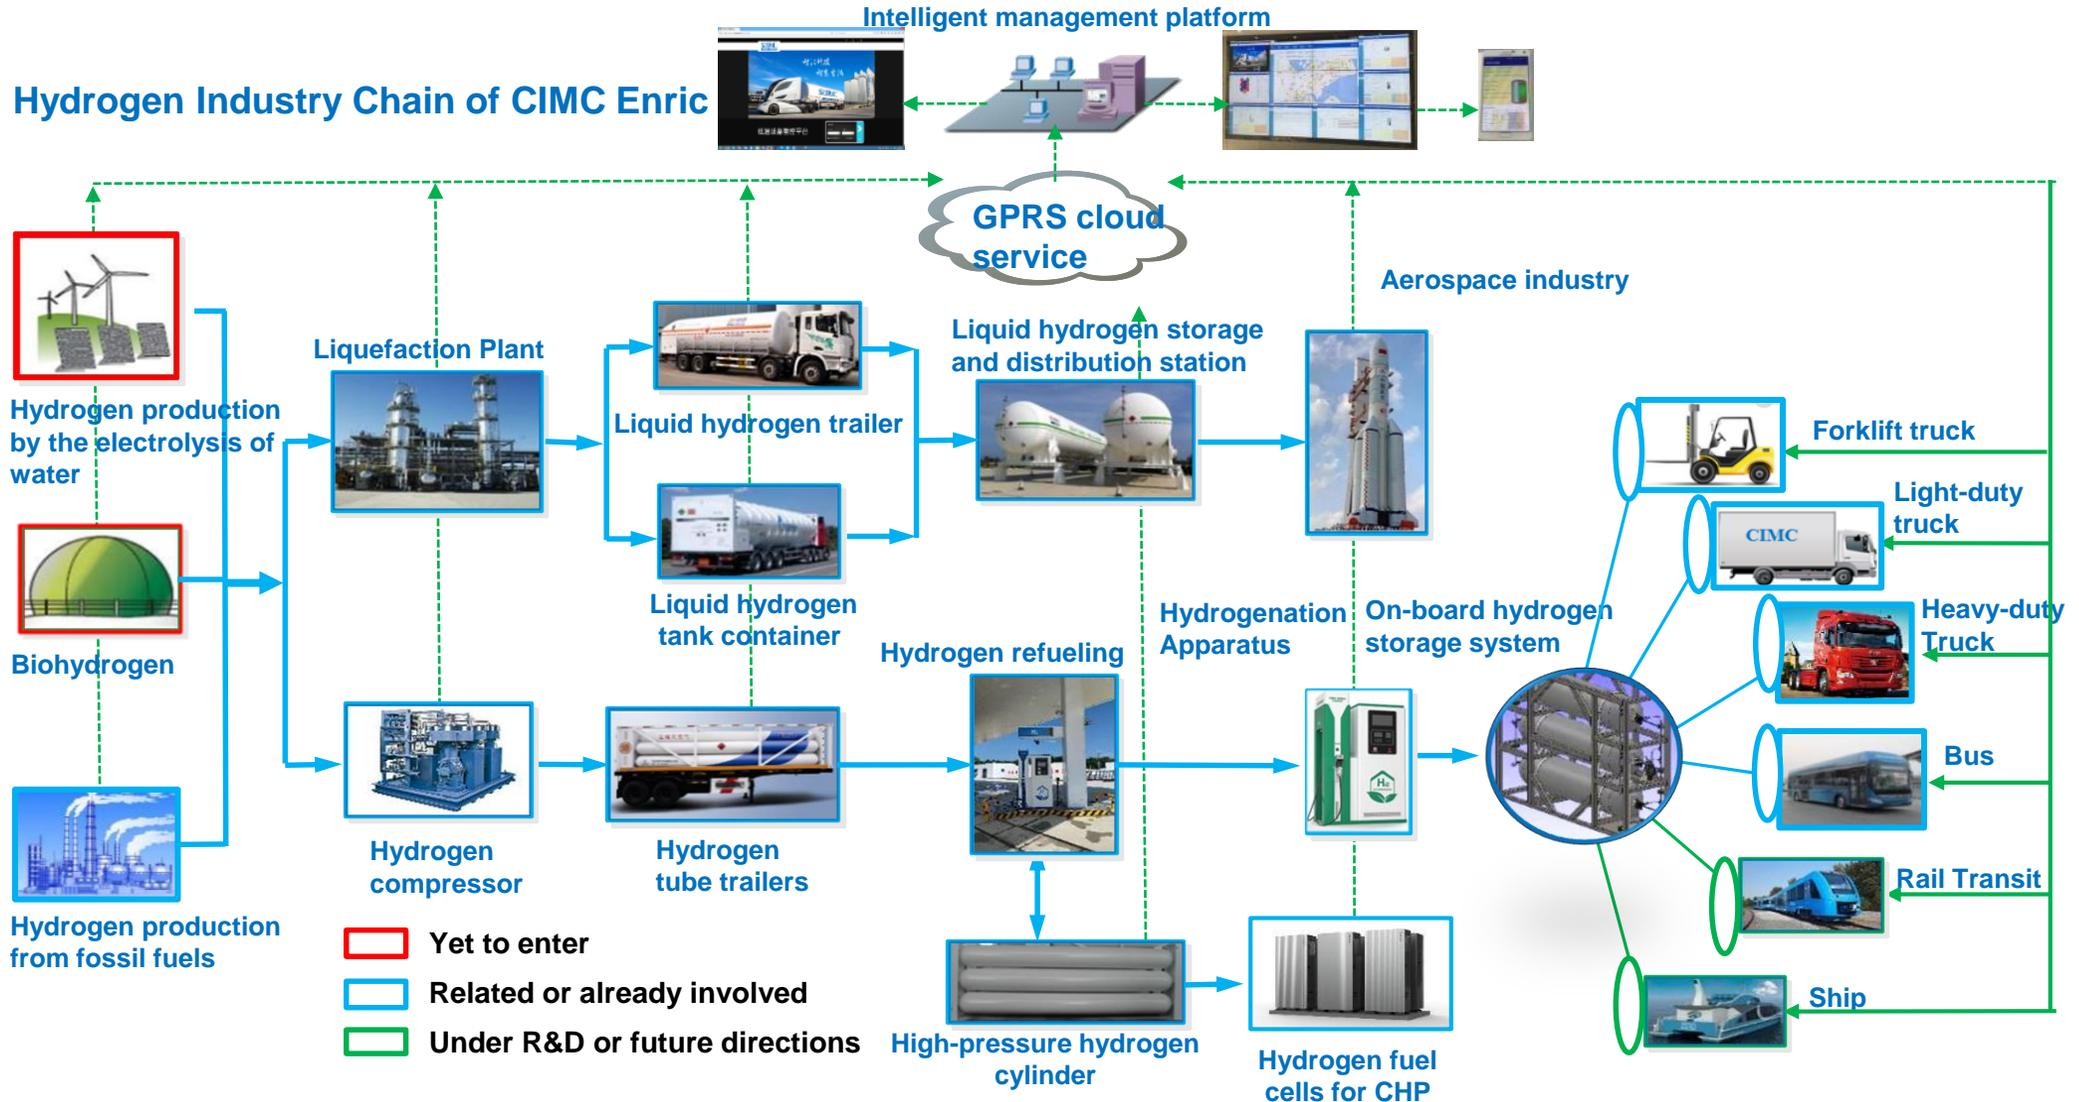 Intelligent management platform
Hydrogen Industry Chain of CIMC Enric
GPRS cloud
service
Aerospace industry
Liquid hydrogen storage
and distribution station
Liquefaction Plant
Liquid hydrogen trailer
Hydrogen production
by the electrolysis of
water
Forklift truck
Light-duty
truck
CIMC
Liquid hydrogen
tank container
Hydrogenation
Apparatus
On-board hydrogen
storage system
Heavy-duty
Truck
Biohydrogen
Hydrogen refueling
Bus
H2
Hydrogen
compressor
Hydrogen
tube trailers
Rail Transit
Hydrogen production
from fossil fuels
Yet to enter
Related or already involved
Under R&D or future directions
Ship
High-pressure hydrogen
cylinder
Hydrogen fuel
cells for CHP